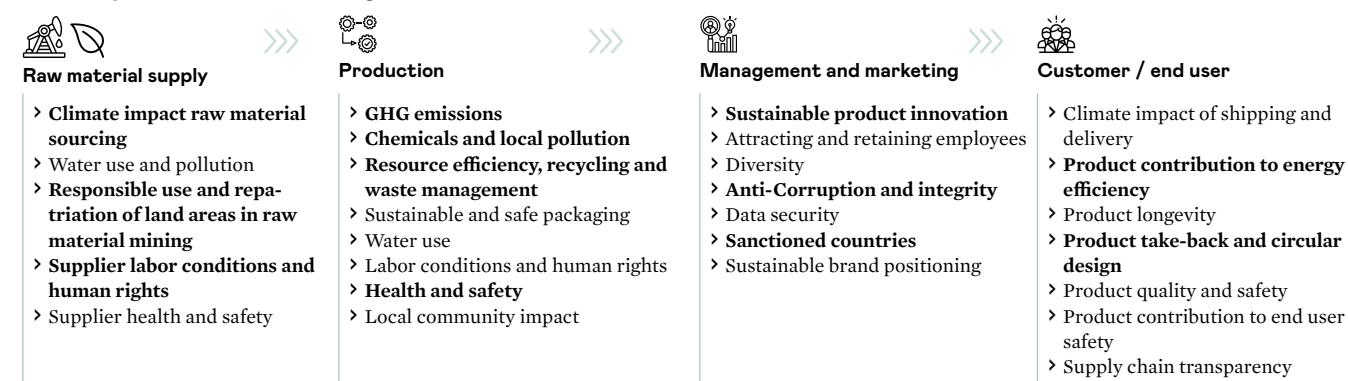 Raw material supply
› Climate impact raw material
sourcing
› Water use and pollution
› Responsible use and repa-
triation of land areas in raw
material mining
› Supplier labor conditions and
human rights
› Supplier health and safety
Production
› GHG emissions
› Chemicals and local pollution
› Resource efficiency, recycling and
waste management
› Sustainable and safe packaging
› Water use
› Labor conditions and human rights
› Health and safety
› Local community impact
Management and marketing
› Sustainable product innovation
› Attracting and retaining employees
› Diversity
› Anti-Corruption and integrity
› Data security
› Sanctioned countries
› Sustainable brand positioning
Customer / end user
› Climate impact of shipping and
delivery
› Product contribution to energy
efficiency
› Product longevity
› Product take-back and circular
design
› Product quality and safety
› Product contribution to end user
safety
› Supply chain transparency